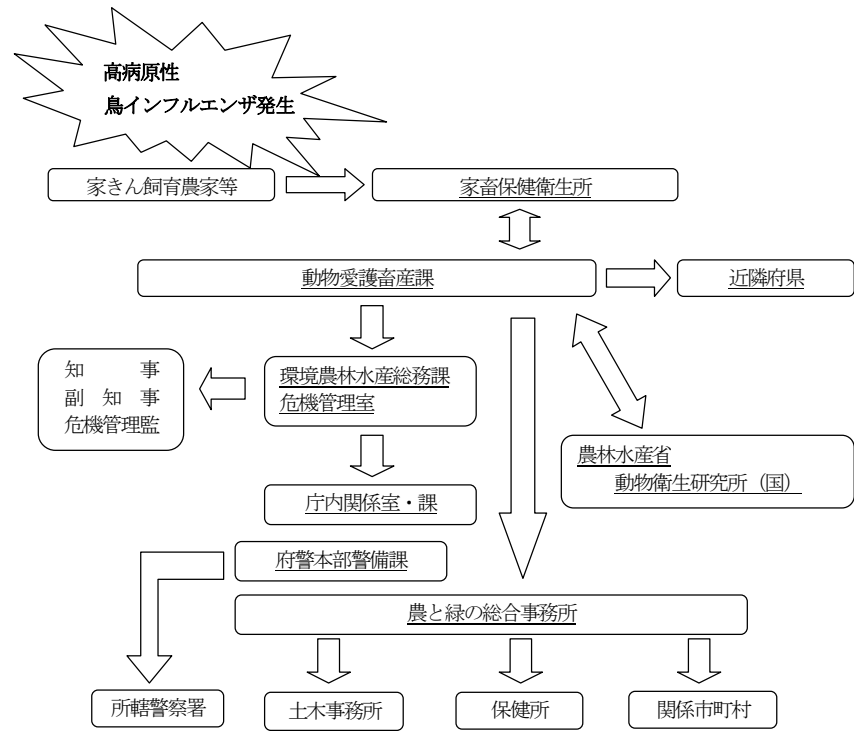 高病原性
鳥インフルエンザ発生
家きん飼育農家等
家畜保健衛生所
動物愛護畜産課
近隣府県
知　　事
副　知　事
危機管理監
環境農林水産総務課
危機管理室
農林水産省
動物衛生研究所（国）
庁内関係室・課
府警本部警備課
農と緑の総合事務所
所轄警察署
土木事務所
保健所
関係市町村